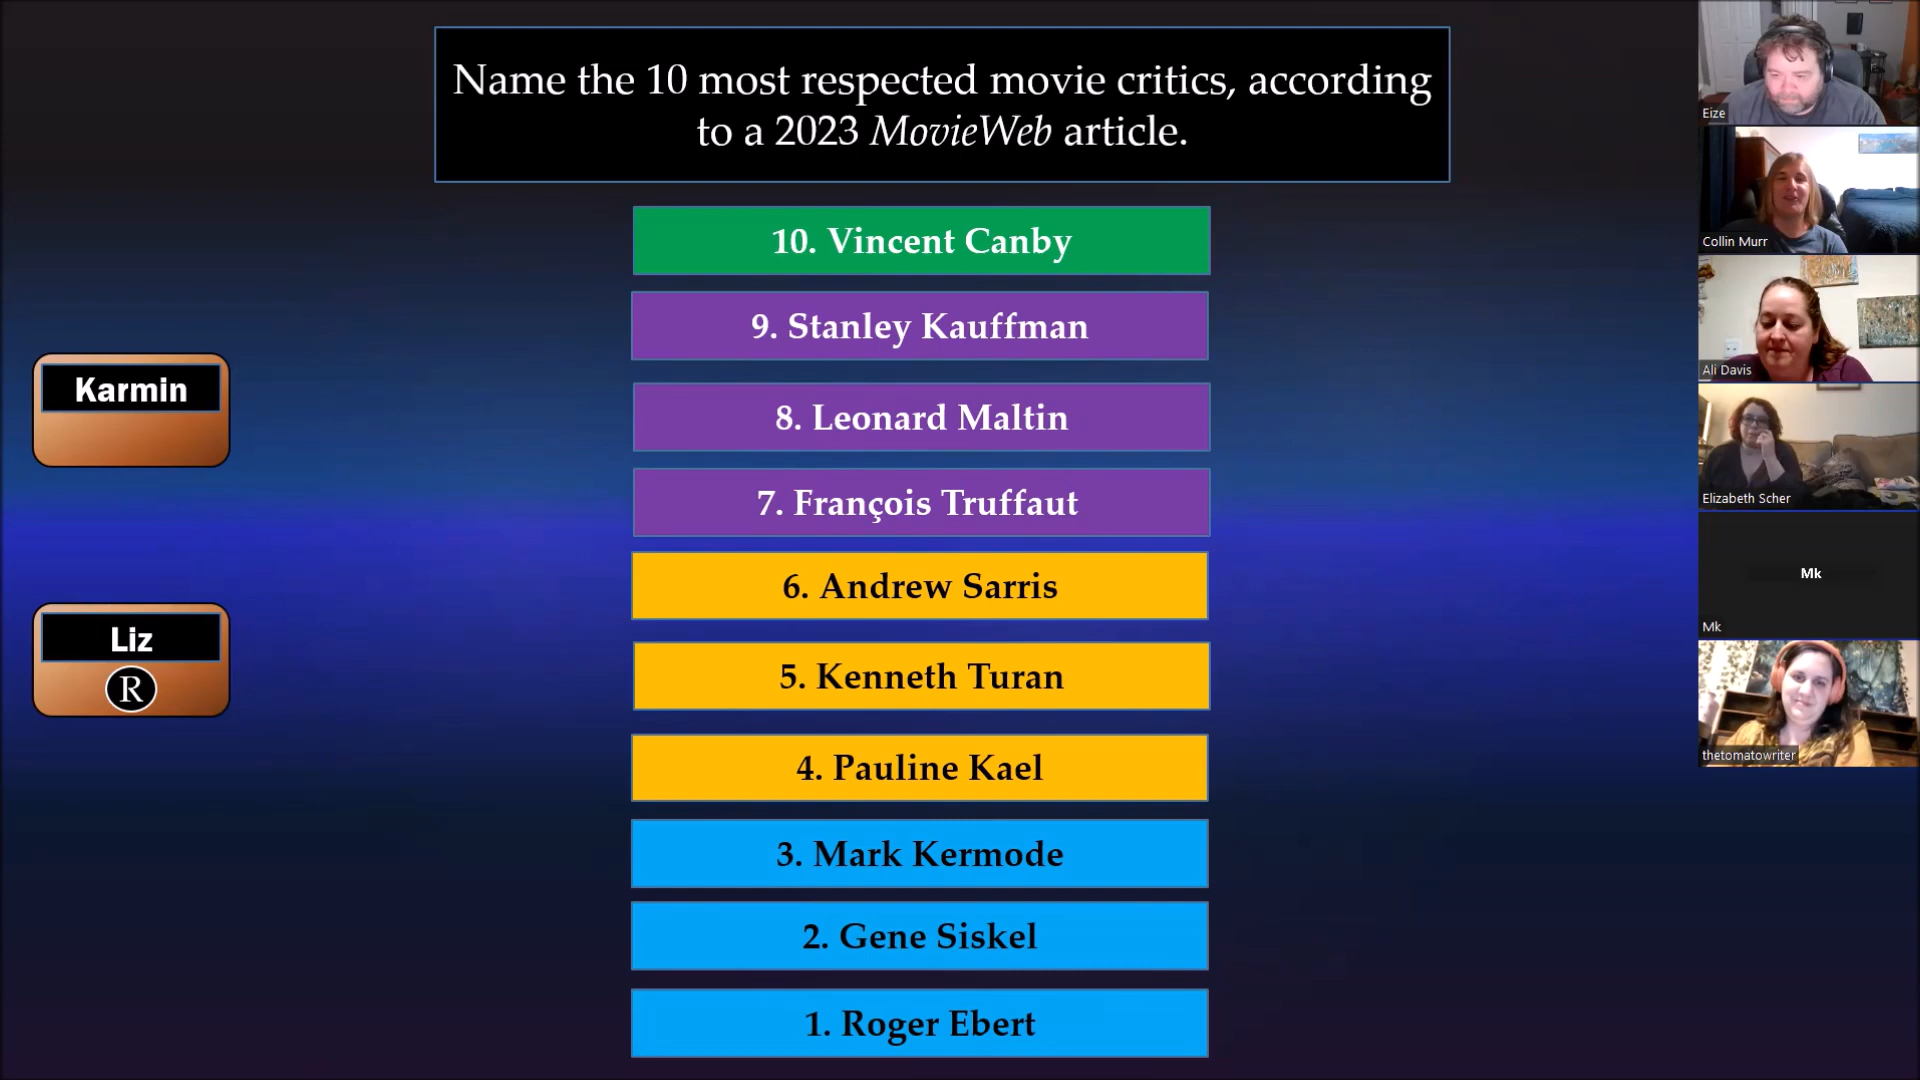 Name the 10 most respected movie critics, according
to a 2023 MovieWeb article.
10. Vincent Canby
9. Stanley Kauffman
8. Leonard Maltin
7. François Truffaut
6. Andrew Sarris
5. Kenneth Turan
4. Pauline Kael
3. Mark Kermode
2. Gene Siskel
1. Roger Ebert
Karmin
Liz
R
Eize
Collin Murr
Ali Davis
Elizabeth Scher
Mk
Mk
thetomatowriter